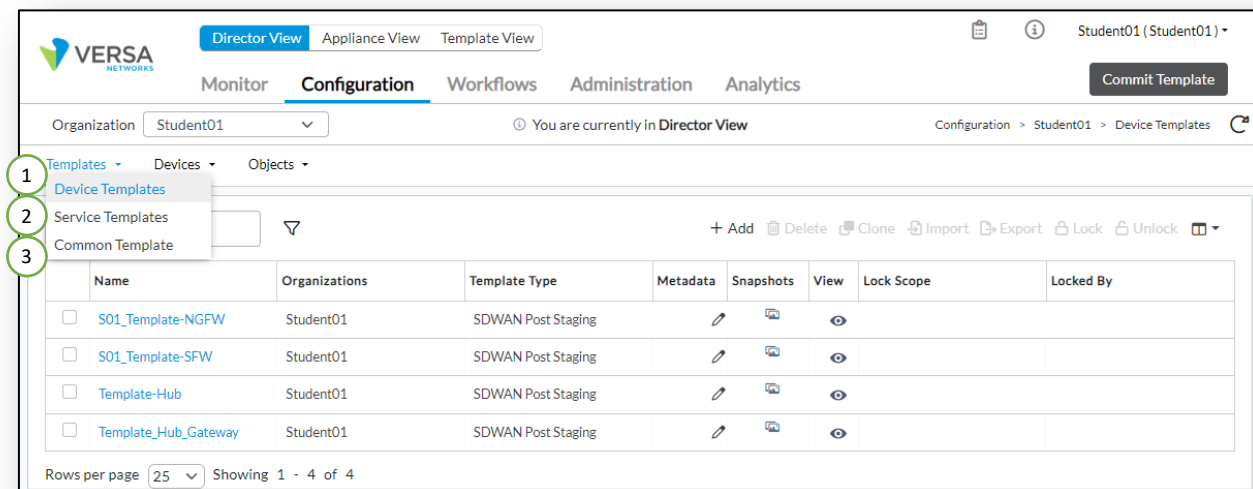 VERSA
NETWORKS
Director View Appliance View Template View
Student01 ( Student01 )
Monitor Configuration Workflows Administration Analytics
Commit Template
Organization Student01
You are currently in Director View
Configuration > Student01 > Device Templates
Templates Devices Objects
1
Device Templates
2
Service Templates
Common Template
3
+ Add Delete Clone Import Export Lock Unlock
Name Organizations Template Type Metadata Snapshots View Lock Scope Locked By
S01_Template-NGFW Student01 SDWAN Post Staging
S01_Template-SFW Student01 SDWAN Post Staging
Template-Hub Student01 SDWAN Post Staging
Template_Hub_Gateway Student01 SDWAN Post Staging
Rows per page 25 Showing 1 - 4 of 4